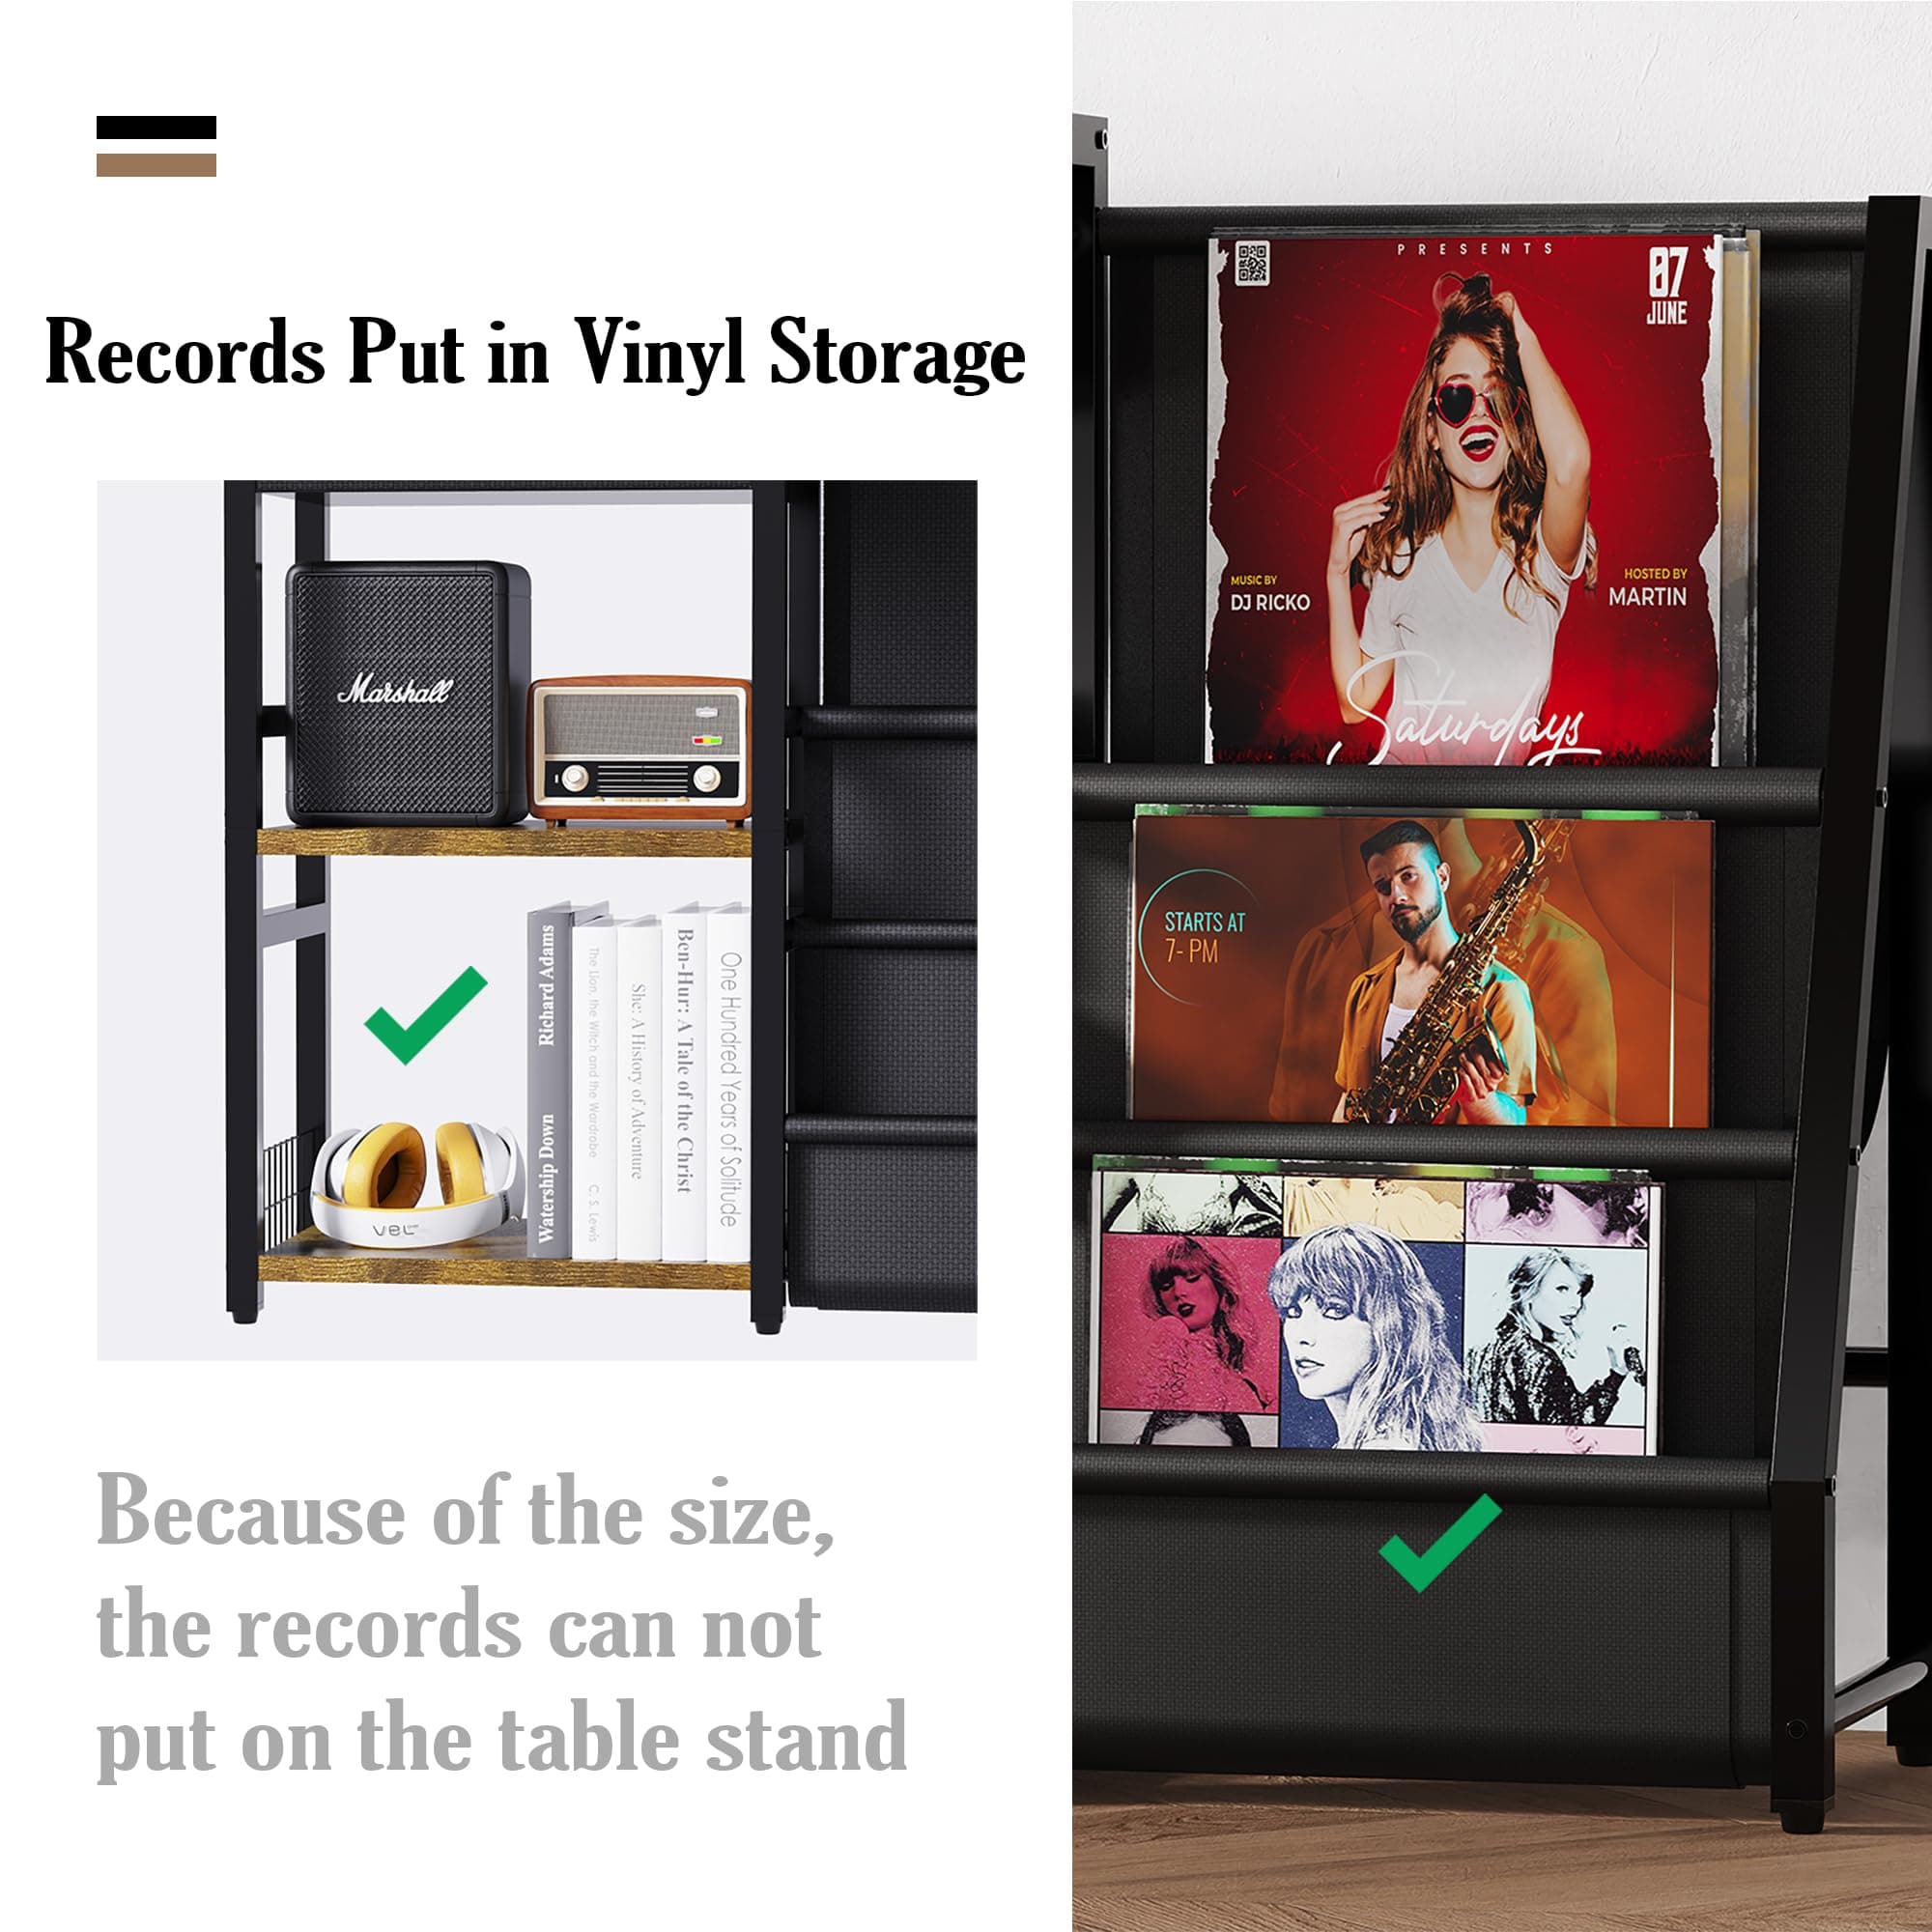 Records Put in Vinyl Storage
Marshall
Richard Adams
Watership Down
The Lion, the Witch and the Wardrobe
C. S. Lewis
She: A History of Adventure
Ben-Hur: A Tale of the Christ
One Hundred Years of Solitude
Because of the size,
the records can not
put on the table stand
PRESENTS
07
JUNE
MUSIC BY
DJ RICKO
HOSTED BY
MARTIN
Saturdays
STARTS AT
7- PM